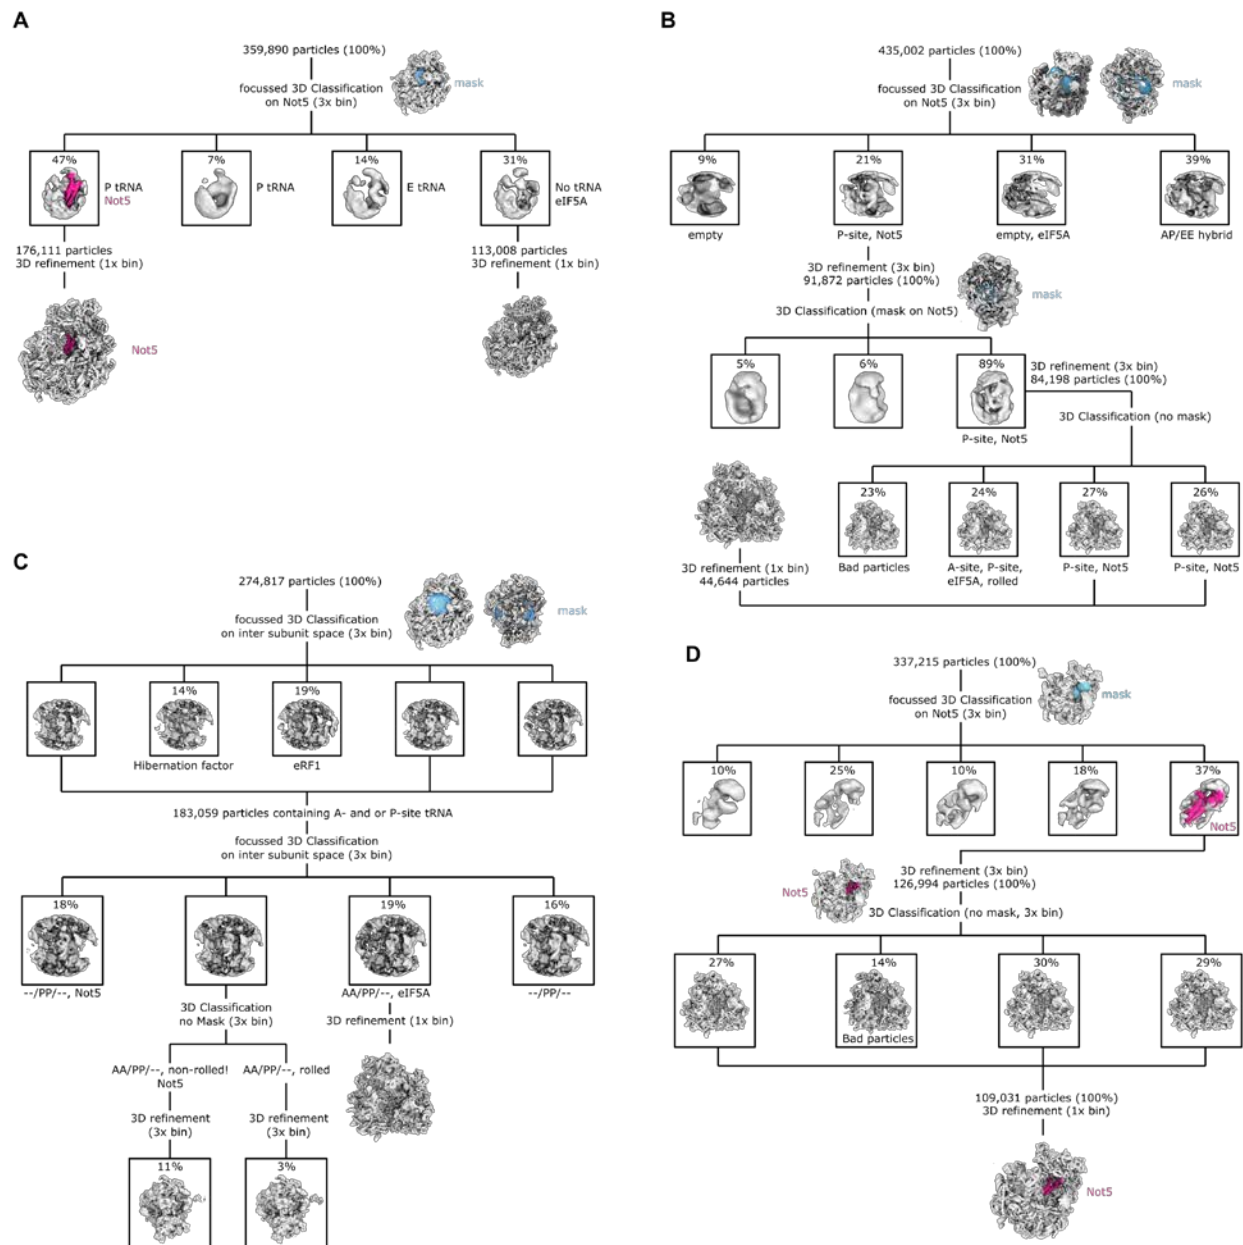 A
359,890 particles (100%)
focussed 3D Classification
on Not5 (3x bin)
mask
47%
P tRNA
Not5
7%
P tRNA
14%
E tRNA
31%
No tRNA
eIF5A
176,111 particles
3D refinement (1x bin)
113,008 particles
3D refinement (1x bin)
Not5
B
435,002 particles (100%)
focussed 3D Classification
on Not5 (3x bin)
mask
9%
21%
31%
39%
empty
P-site, Not5
empty, eIF5A
AP/EE hybrid
3D refinement (3x bin)
91,872 particles (100%)
mask
3D Classification (mask on Not5)
5%
6%
89%
3D refinement (3x bin)
84,198 particles (100%)
P-site, Not5
3D Classification (no mask)
23%
24%
27%
26%
Bad particles
A-site, P-site,
eIF5A, rolled
P-site, Not5
P-site, Not5
3D refinement (1x bin)
44,644 particles
C
274,817 particles (100%)
focussed 3D Classification
on inter subunit space (3x bin)
mask
14%
19%
Hibernation factor
eRF1
183,059 particles containing A- and or P-site tRNA
focussed 3D Classification
on inter subunit space (3x bin)
18%
19%
16%
--/PP/--, Not5
AA/PP/--, eIF5A
--/PP/--
3D Classification
no Mask (3x bin)
3D refinement (1x bin)
AA/PP/--, non-rolled!
Not5
AA/PP/--, rolled
3D refinement
(3x bin)
3D refinement
(3x bin)
11%
3%
D
337,215 particles (100%)
focussed 3D Classification
on Not5 (3x bin)
mask
10%
25%
10%
18%
37%
Not5
3D refinement (3x bin)
126,994 particles (100%)
Not5
3D Classification (no mask, 3x bin)
27%
14%
30%
29%
Bad particles
109,031 particles (100%)
3D refinement (1x bin)
Not5